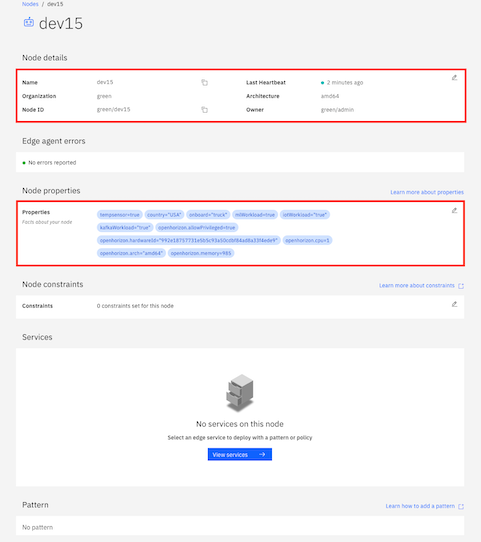 Nodes / dev15
dev15
Node details
Name dev15 Last Heartbeat 2 minutes ago
Organization green Architecture amd64
Node ID green/dev15 Owner green/admin
Edge agent errors
No errors reported
Node properties Learn more about properties
Properties tempsensor=true country="USA" onboard="truck" mlWorkload=true iotWorkload="true"
Facts about your node
kafkaWorkload="true" openhorizon.allowPrivileged=true
openhorizon.cpu=1
openhorizon.arch="amd64" openhorizon.memory=985
Node constraints Learn more about constraints
Constraints 0 constraints set for this node
Services
No services on this node
Select an edge service to deploy with a pattern or policy
View services
Pattern Learn how to add a pattern
No pattern